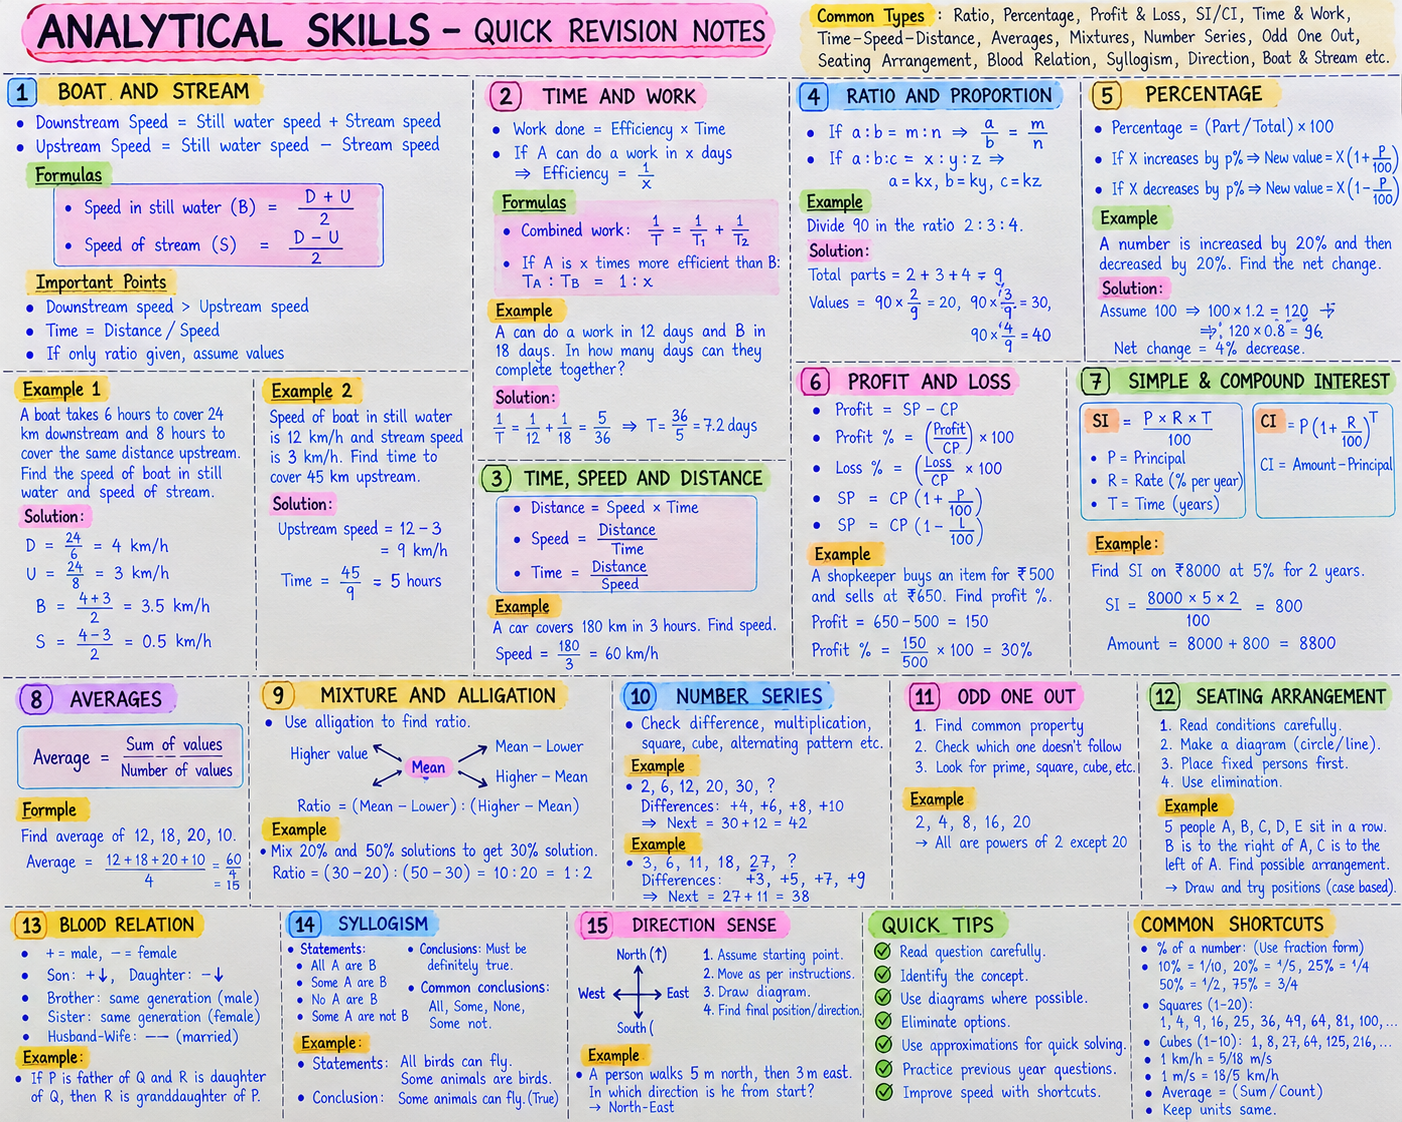 ANALYTICAL SKILLS – QUICK REVISION NOTES
Common Types : Ratio, Percentage, Profit & Loss, SI/CI, Time & Work,
Time-Speed-Distance, Averages, Mixtures, Number Series, Odd One Out,
Seating Arrangement, Blood Relation, Syllogism, Direction, Boat & Stream etc.
1 BOAT AND STREAM
• Downstream Speed = Still water speed + Stream speed
• Upstream Speed = Still water speed − Stream speed
Formulas
• Speed in still water (B) = D + U / 2
• Speed of stream (S) = D − U / 2
Important Points
• Downstream speed > Upstream speed
• Time = Distance / Speed
• If only ratio given, assume values
Example 1
A boat takes 6 hours to cover 24
km downstream and 8 hours to
cover the same distance upstream.
Find the speed of boat in still
water and speed of stream.
Solution:
D = 24/6 = 4 km/h
U = 24/8 = 3 km/h
B = 4+3/2 = 3.5 km/h
S = 4−3/2 = 0.5 km/h
Example 2
Speed of boat in still water
is 12 km/h and stream speed
is 3 km/h. Find time to
cover 45 km upstream.
Solution:
Upstream speed = 12 − 3
= 9 km/h
Time = 45/9 = 5 hours
2 TIME AND WORK
• Work done = Efficiency × Time
• If A can do a work in x days
⇒ Efficiency = 1/x
Formulas
• Combined work: 1/T = 1/T₁ + 1/T₂
• If A is x times more efficient than B:
TA : TB = 1 : x
Example
A can do a work in 12 days and B in
18 days. In how many days can they
complete together?
Solution:
1/T = 1/12 + 1/18 = 5/36 ⇒ T = 36/5 = 7.2 days
3 TIME, SPEED AND DISTANCE
• Distance = Speed × Time
• Speed = Distance/Time
• Time = Distance/Speed
Example
A car covers 180 km in 3 hours. Find speed.
Speed = 180/3 = 60 km/h
4 RATIO AND PROPORTION
• If a : b = m : n ⇒ a/b = m/n
• If a : b : c = x : y : z ⇒
a = kx, b = ky, c = kz
Example
Divide 90 in the ratio 2 : 3 : 4.
Solution:
Total parts = 2 + 3 + 4 = 9
Values = 90 × 2/9 = 20, 90 × 3/9 = 30,
90 × 4/9 = 40
5 PERCENTAGE
• Percentage = (Part/Total) × 100
• If X increases by p% ⇒ New value = X(1+P/100)
• If X decreases by p% ⇒ New value = X(1−P/100)
Example
A number is increased by 20% and then
decreased by 20%. Find the net change.
Solution:
Assume 100 ⇒ 100 × 1.2 = 120
⇒ 120 × 0.8 = 96
Net change = 4% decrease.
6 PROFIT AND LOSS
• Profit = SP − CP
• Profit % = (Profit/CP) × 100
• Loss % = (Loss/CP × 100
• SP = CP (1 + P/100)
• SP = CP (1 − L/100)
Example
A shopkeeper buys an item for ₹500
and sells at ₹650. Find profit %.
Profit = 650 − 500 = 150
Profit % = 150/500 × 100 = 30%
7 SIMPLE & COMPOUND INTEREST
SI = P × R × T / 100
• P = Principal
• R = Rate (% per year)
• T = Time (years)
CI = P(1 + R/100)^T
CI = Amount − Principal
Example:
Find SI on ₹8000 at 5% for 2 years.
SI = 8000 × 5 × 2 / 100 = 800
Amount = 8000 + 800 = 8800
8 AVERAGES
Average = Sum of values / Number of values
Formple
Find average of 12, 18, 20, 10.
Average = 12 + 18 + 20 + 10 / 4 = 60/4
= 15
9 MIXTURE AND ALLIGATION
• Use alligation to find ratio.
Higher value Mean − Lower
Mean
Higher − Mean
Ratio = (Mean − Lower) : (Higher − Mean)
Example
• Mix 20% and 50% solutions to get 30% solution.
Ratio = (30 − 20) : (50 − 30) = 10 : 20 = 1 : 2
10 NUMBER SERIES
• Check difference, multiplication,
square, cube, alternating pattern etc.
Example
• 2, 6, 12, 20, 30, ?
Differences: +4, +6, +8, +10
⇒ Next = 30 + 12 = 42
Example
• 3, 6, 11, 18, 27, ?
Differences: +3, +5, +7, +9
⇒ Next = 27 + 11 = 38
11 ODD ONE OUT
1. Find common property
2. Check which one doesn't follow
3. Look for prime, square, cube, etc.
Example
2, 4, 8, 16, 20
→ All are powers of 2 except 20
12 SEATING ARRANGEMENT
1. Read conditions carefully.
2. Make a diagram (circle/line).
3. Place fixed persons first.
4. Use elimination.
Example
5 people A, B, C, D, E sit in a row.
B is to the right of A, C is to the
left of A. Find possible arrangement.
→ Draw and try positions (case based).
13 BLOOD RELATION
• + = male, − = female
• Son: +↓, Daughter: −↓
• Brother: same generation (male)
• Sister: same generation (female)
• Husband-Wife: —— (married)
Example:
• If P is father of Q and R is daughter
of Q, then R is granddaughter of P.
14 SYLLOGISM
• Statements:
• All A are B
• Some A are B
• No A are B
• Some A are not B
• Conclusions: Must be
definitely true.
• Common conclusions:
All, Some, None,
Some not.
Example:
• Statements: All birds can fly.
Some animals are birds.
• Conclusion: Some animals can fly. (True)
15 DIRECTION SENSE
North (↑)
West East
South (
1. Assume starting point.
2. Move as per instructions.
3. Draw diagram.
4. Find final position/direction.
Example
• A person walks 5 m north, then 3 m east.
In which direction is he from start?
→ North-East
QUICK TIPS
Read question carefully.
Identify the concept.
Use diagrams where possible.
Eliminate options.
Use approximations for quick solving.
Practice previous year questions.
Improve speed with shortcuts.
COMMON SHORTCUTS
• % of a number: (Use fraction form)
• 10% = 1/10, 20% = 1/5, 25% = 1/4
50% = 1/2, 75% = 3/4
• Squares (1–20):
1, 4, 9, 16, 25, 36, 49, 64, 81, 100, ...
• Cubes (1–10): 1, 8, 27, 64, 125, 216, ...
• 1 km/h = 5/18 m/s
• 1 m/s = 18/5 km/h
• Average = (Sum / Count)
• Keep units same.